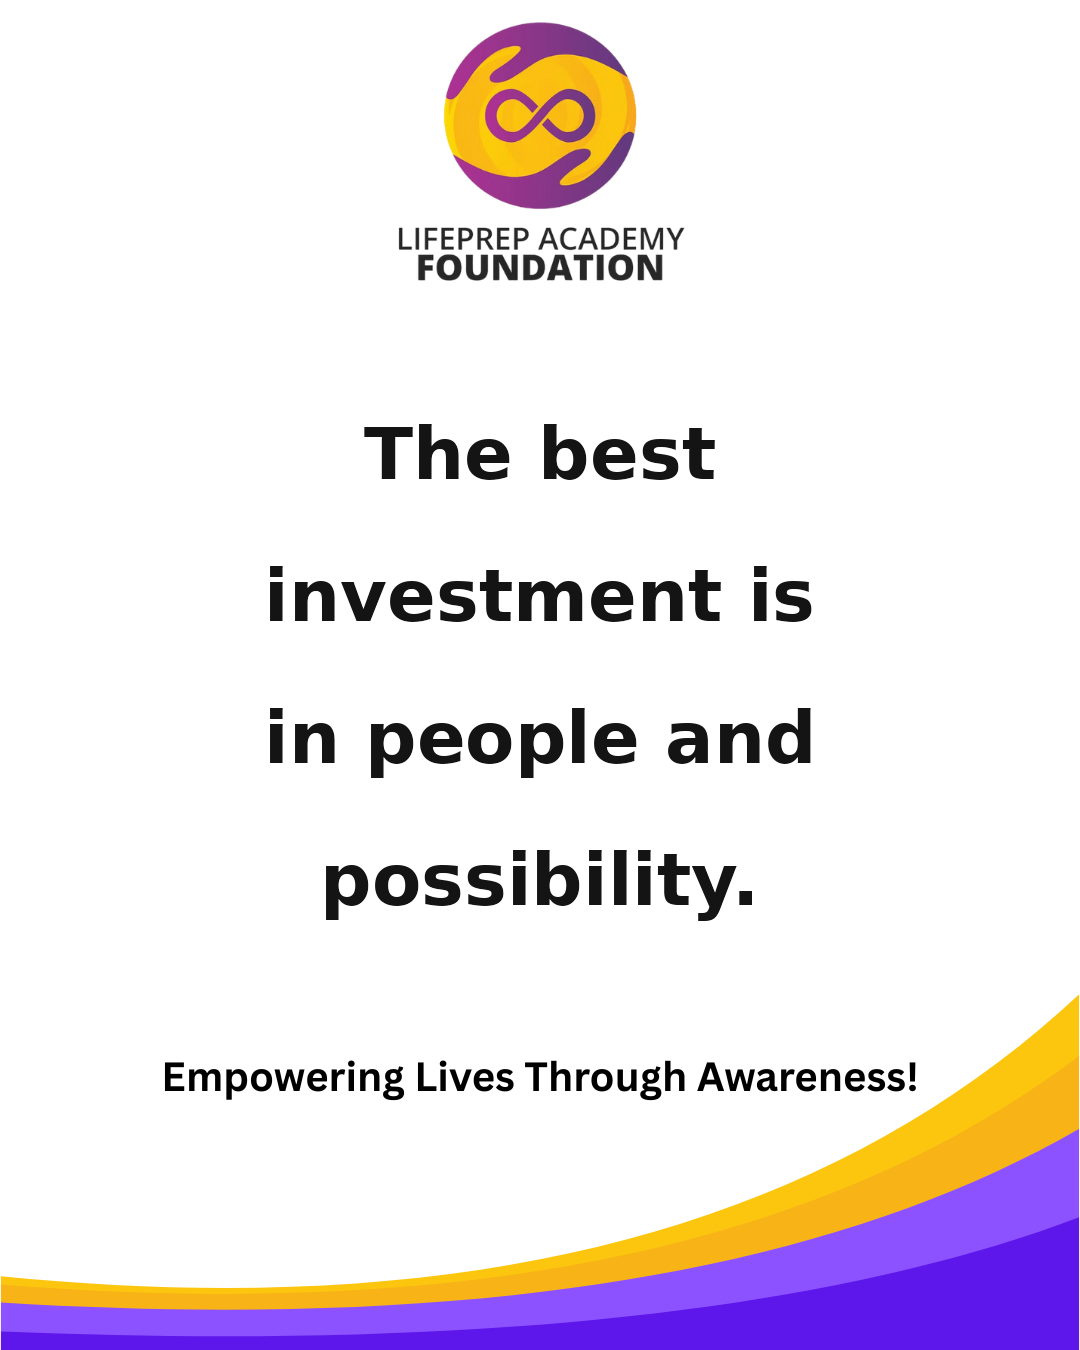 LIFEPREP ACADEMY
FOUNDATION
The best
investment is
in people and
possibility.
Empowering Lives Through Awareness!